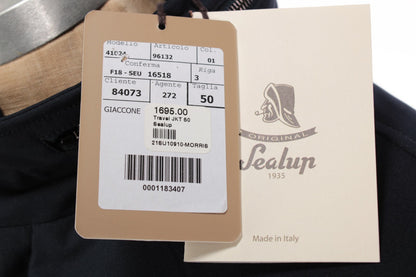 Modello Articolo Col.
96132 01
Conferma Riga
F18 - SEU 16518 3
Cliente Agente Taglia
84073 272 50
GIACCONE
1695.00
Travel JKT 50
Sealup
216U10910-MORRIS
0001183407
ORIGINAL
Sealup
1935
Made in Italy